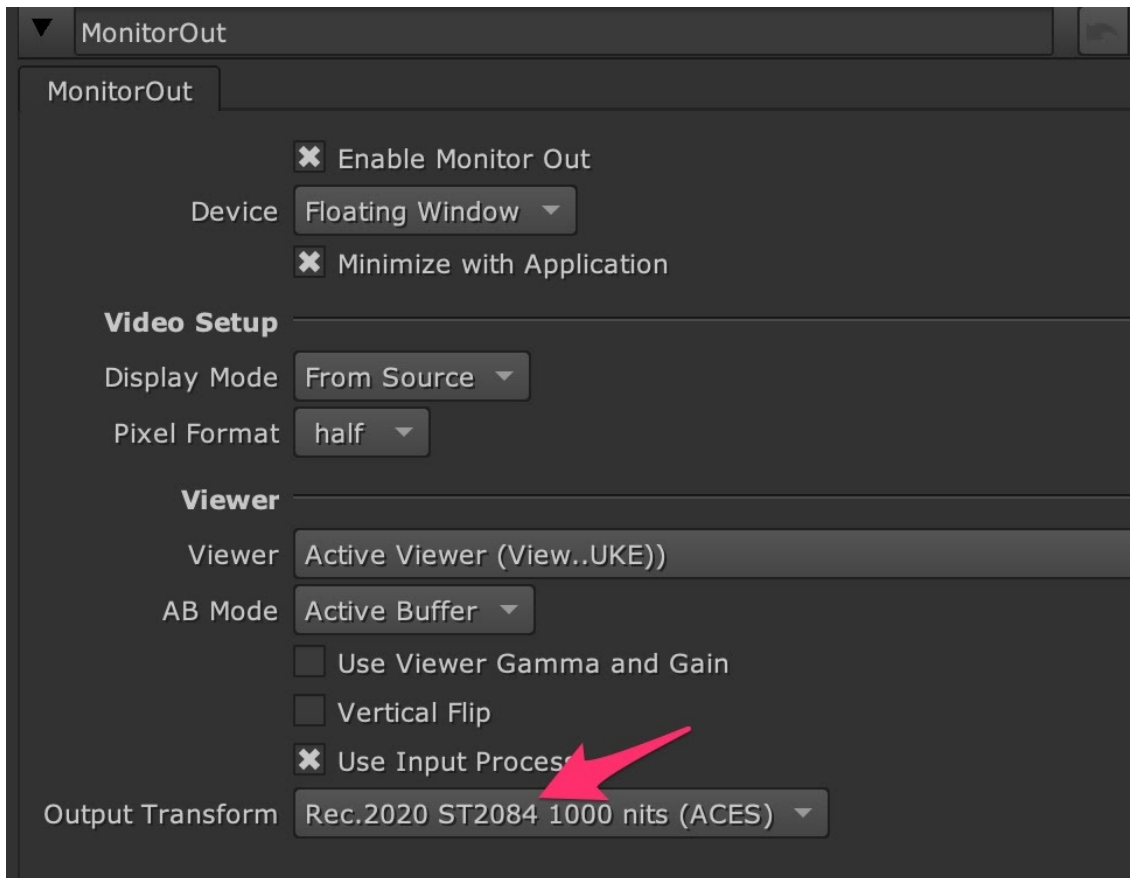 MonitorOut
MonitorOut
Enable Monitor Out
Device Floating Window
Minimize with Application
Video Setup
Display Mode From Source
Pixel Format half
Viewer
Viewer Active Viewer (View..UKE))
AB Mode Active Buffer
Use Viewer Gamma and Gain
Vertical Flip
Use Input Process
Output Transform Rec.2020 ST2084 1000 nits (ACES)